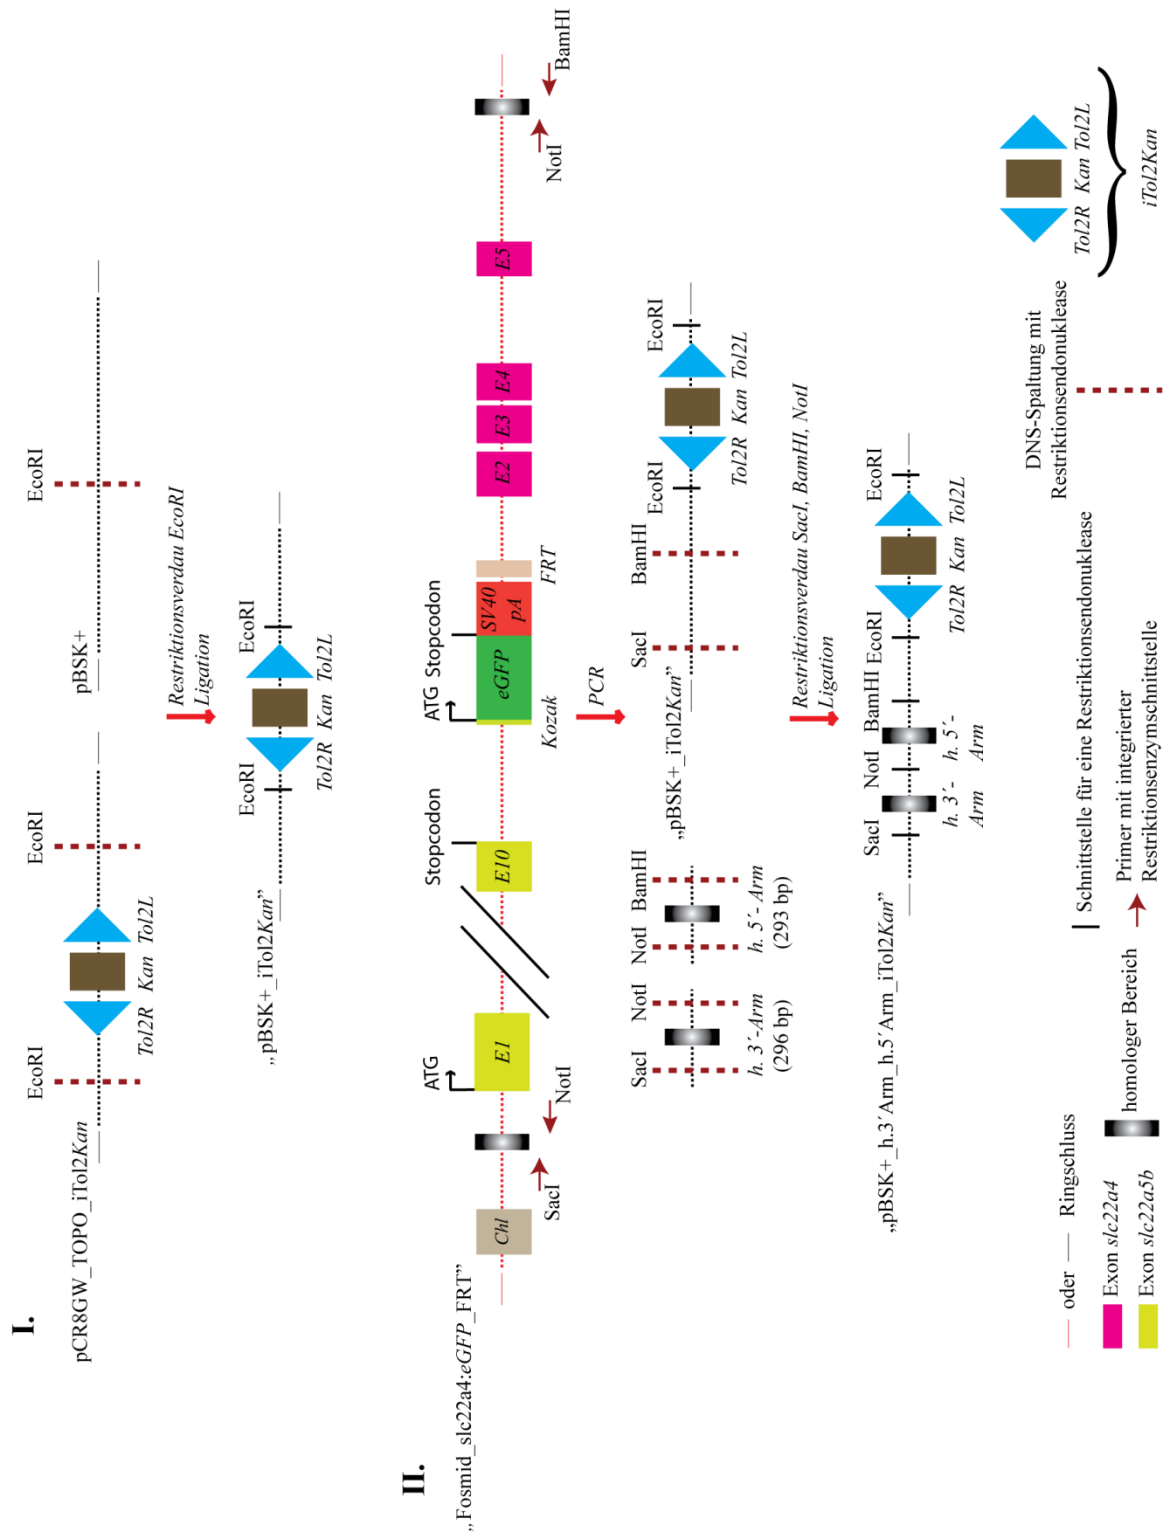 I.
pCR8GW_TOPO_iTol2Kan
EcoRI
EcoRI
Tol2R Kan Tol2L
pBSK+
EcoRI
Restriktionsverdau EcoRI
Ligation
„pBSK+_iTol2Kan”
EcoRI
EcoRI
Tol2R Kan Tol2L
II.
„Fosmid_slc22a4:eGFP_FRT”
Chl
SacI
NotI
ATG
E1
Stopcodon
E10
ATG
Stopcodon
Kozak
eGFP
SV40
pA
FRT
E2
E3
E4
E5
NotI
BamHI
PCR
SacI
NotI
h. 3´-Arm
(296 bp)
NotI
BamHI
h. 5´- Arm
(293 bp)
„pBSK+_iTol2Kan”
SacI
BamHI
EcoRI
EcoRI
Tol2R Kan Tol2L
Restriktionsverdau SacI, BamHI, NotI
Ligation
„pBSK+_h.3´Arm_h.5´Arm_iTol2Kan”
SacI
NotI
BamHI
EcoRI
EcoRI
h. 3´-
Arm
h. 5´-
Arm
Tol2R Kan Tol2L
oder
Ringschluss
Exon slc22a4
Exon slc22a5b
homologer Bereich
Schnittstelle für eine Restriktionsendonuklease
Primer mit integrierter
Restriktionsenzymschnittstelle
DNS-Spaltung mit
Restriktionsendonuklease
Tol2R Kan Tol2L
iTol2Kan